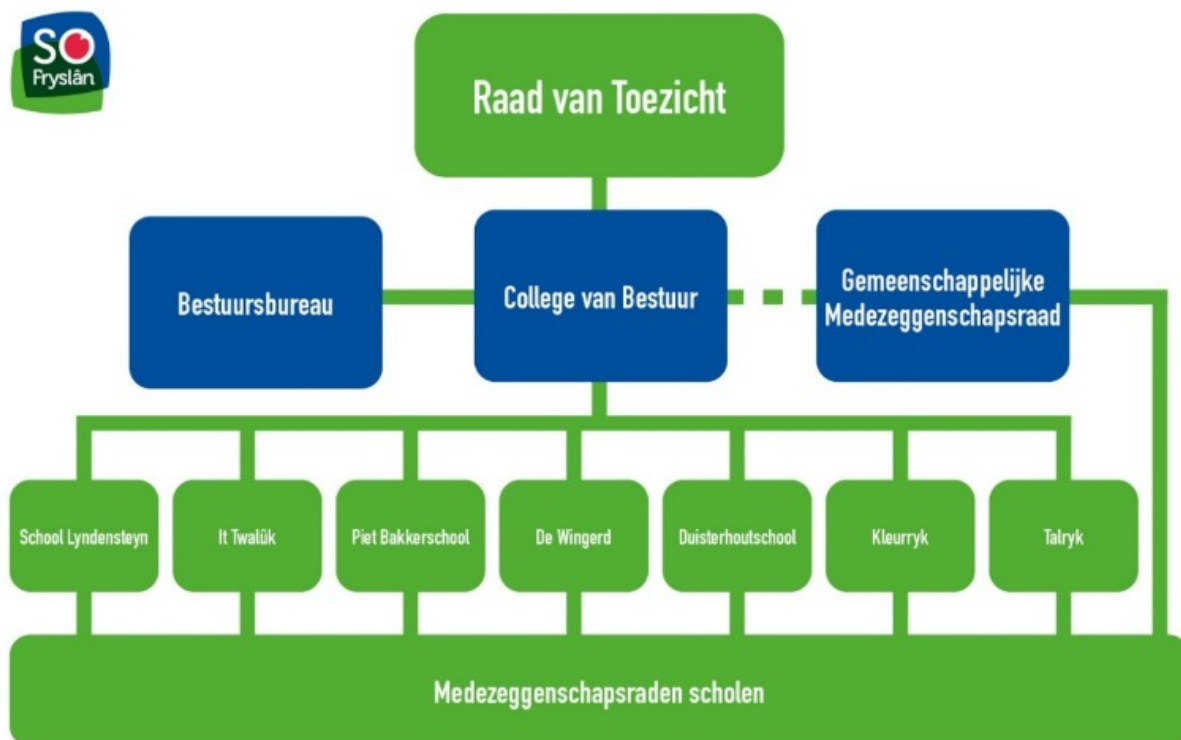 SO
Fryslân
Raad van Toezicht
Bestuursbureau
College van Bestuur
Gemeenschappelijke
Medezeggenschapsraad
School Lyndensteyn
It Twalûk
Piet Bakkerschool
De Wingerd
Duisterhoutschool
Kleurryk
Talryk
Medezeggenschapsraden scholen